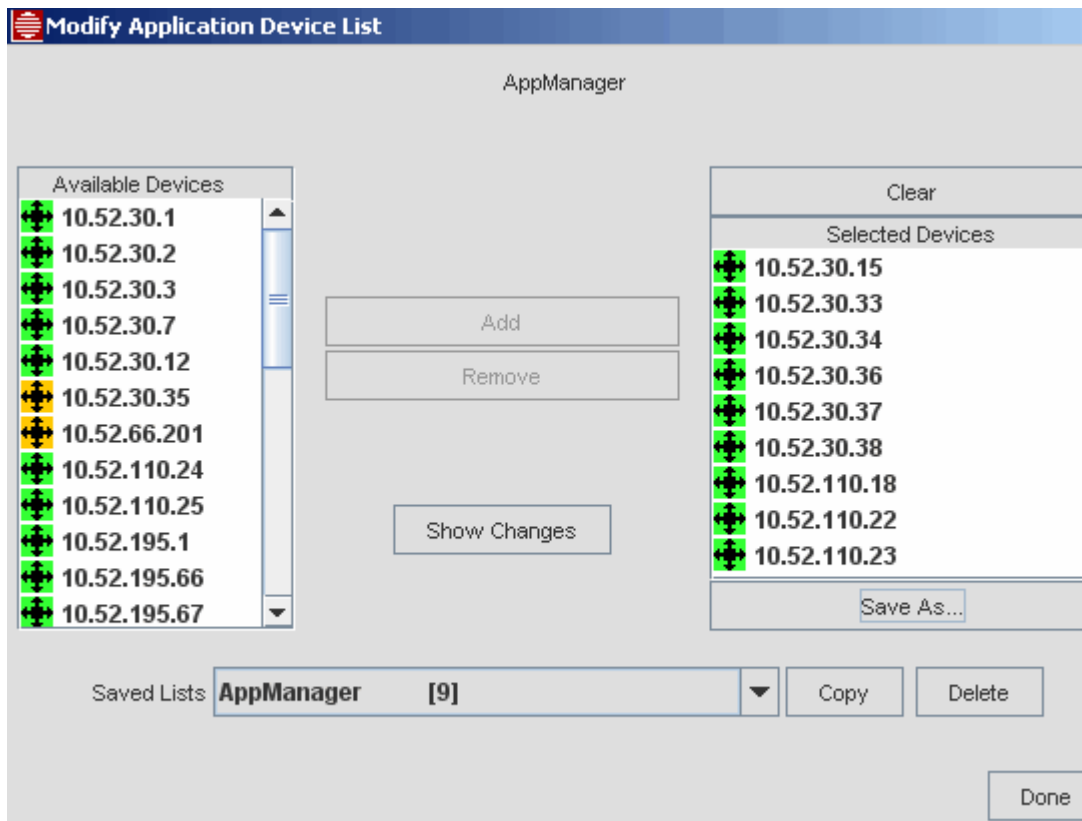 Modify Application Device List
AppManager
Available Devices
10.52.30.1
10.52.30.2
10.52.30.3
10.52.30.7
10.52.30.12
10.52.30.35
10.52.66.201
10.52.110.24
10.52.110.25
10.52.195.1
10.52.195.66
10.52.195.67
Add
Remove
Show Changes
Clear
Selected Devices
10.52.30.15
10.52.30.33
10.52.30.34
10.52.30.36
10.52.30.37
10.52.30.38
10.52.110.18
10.52.110.22
10.52.110.23
Save As...
Saved Lists AppManager [9] Copy Delete
Done